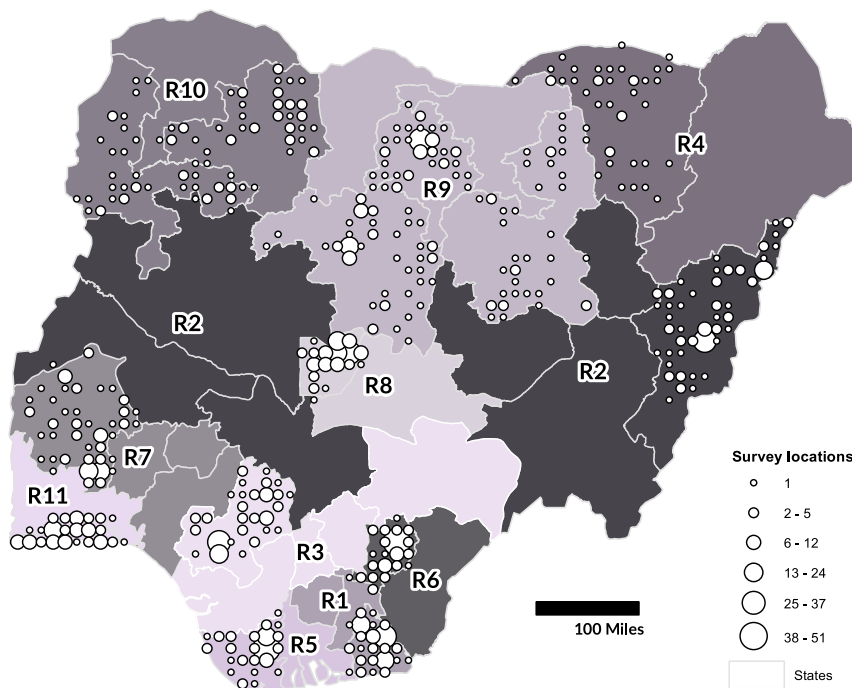 R10
R4
R9
R2
R2
R8
R7
R11
R3
R6
R1
R5
100 Miles
Survey locations
1
2 - 5
6 - 12
13 - 24
25 - 37
38 - 51
States